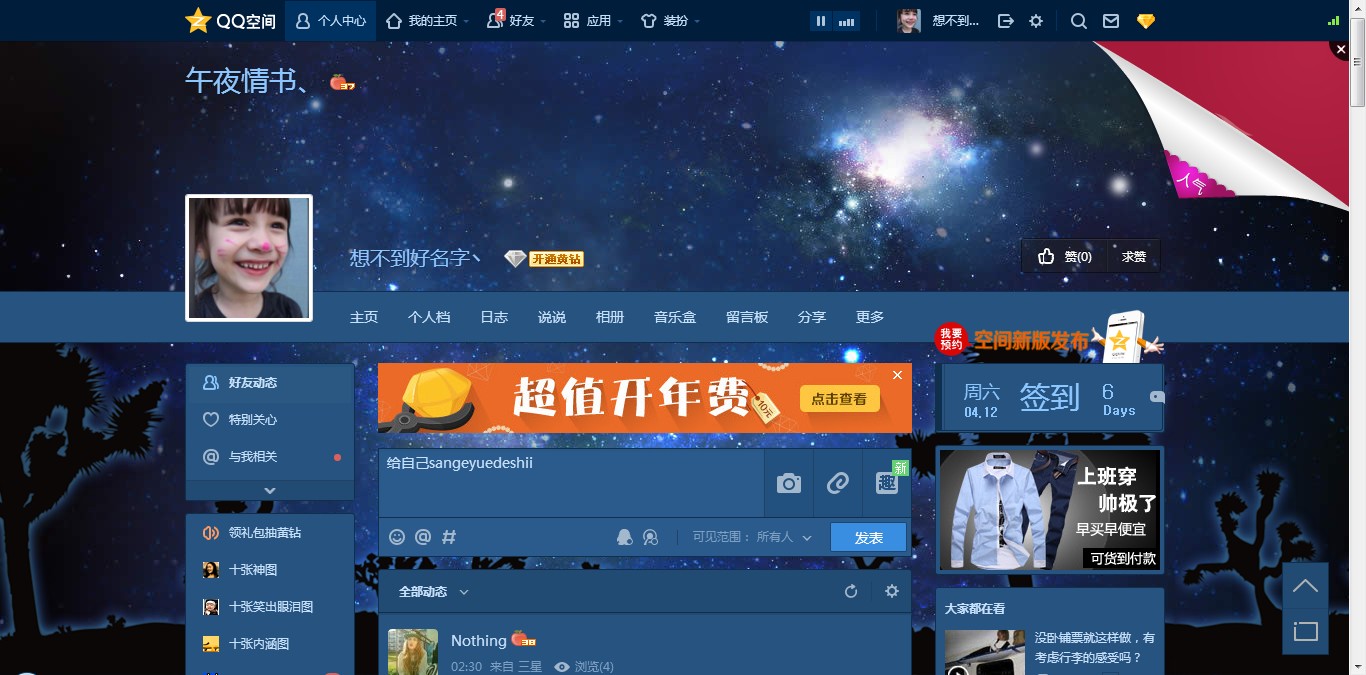 QQ空间
个人中心
我的主页
4
好友
应用
装扮
想不到...
午夜情书、
37
人气
想不到好名字丶
开通黄钻
赞(0)
求赞
主页
个人档
日志
说说
相册
音乐盒
留言板
分享
更多
我要
预约
空间新版发布
好友动态
特别关心
与我相关
超值开年费
10元
点击查看
周六
04.12
签到
6
Days
给自己sangeyuedeshii
新
趣
可见范围： 所有人
发表
上班穿
帅极了
早买早便宜
可货到付款
领礼包抽黄钻
十张神图
十张笑出眼泪图
十张内涵图
全部动态
Nothing
38
02:30 来自 三星 浏览(4)
大家都在看
没卧铺票就这样做，有
考虑行李的感受吗？